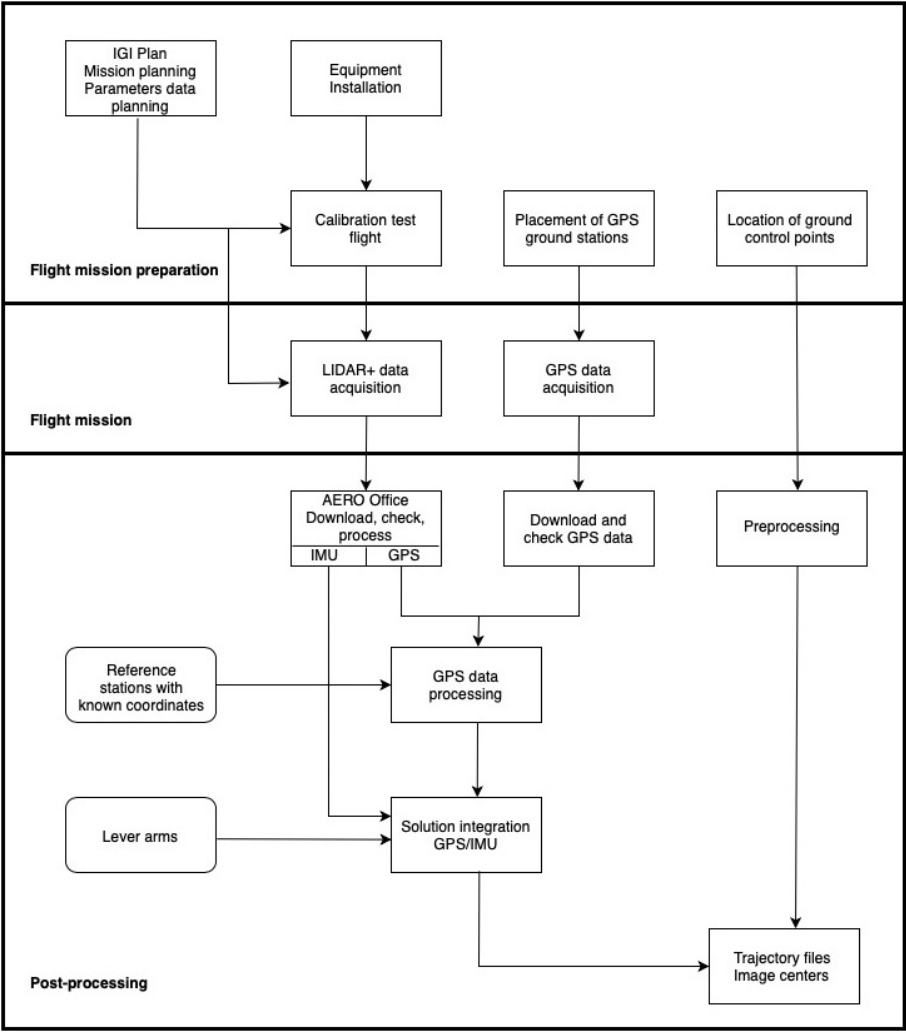 IGI Plan
Mission planning
Parameters data
planning
Equipment
Installation
Calibration test
flight
Placement of GPS
ground stations
Location of ground
control points
Flight mission preparation
LIDAR+ data
acquisition
GPS data
acquisition
Flight mission
AERO Office
Download, check,
process
IMU
GPS
Download and
check GPS data
Preprocessing
Reference
stations with
known coordinates
GPS data
processing
Lever arms
Solution integration
GPS/IMU
Trajectory files
Image centers
Post-processing